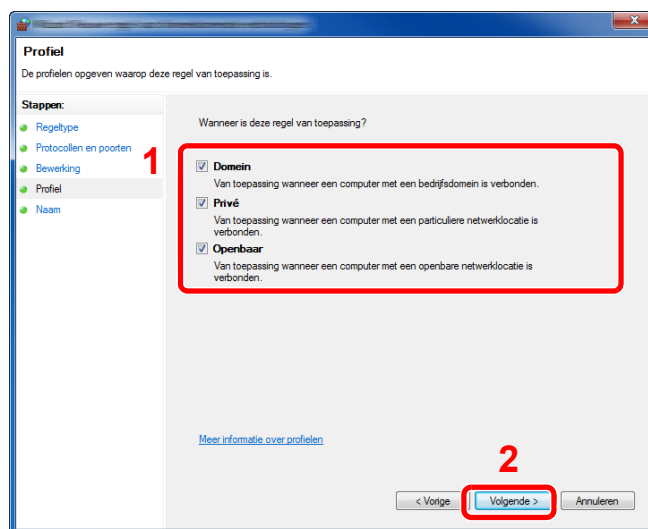 Profiel
De profielen opgeven waarop deze regel van toepassing is.
Stappen:
Regeltype
Protocollen en poorten
Bewerking
Profiel
Naam
Wanneer is deze regel van toepassing?
1
Domein
Van toepassing wanneer een computer met een bedrijfsdomein is verbonden.
Privé
Van toepassing wanneer een computer met een particuliere netwerklocatie is
verbonden.
Openbaar
Van toepassing wanneer een computer met een openbare netwerklocatie is
verbonden.
Meer informatie over profielen
2
< Vorige
Volgende >
Annuleren